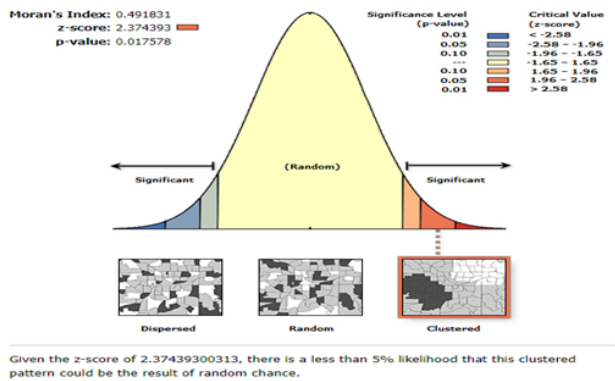 Moran's Index: 0.491831
z-score: 2.374393
p-value: 0.017578
Significance Level
(p-value)
Critical Value
(z-score)
0.01 < -2.58
0.05 -2.58 - -1.96
0.10 -1.96 - -1.65
--- -1.65 - 1.65
0.10 1.65 - 1.96
0.05 1.96 - 2.58
0.01 > 2.58
(Random)
Significant
Significant
Dispersed
Random
Clustered
Given the z-score of 2.37439300313, there is a less than 5% likelihood that this clustered
pattern could be the result of random chance.